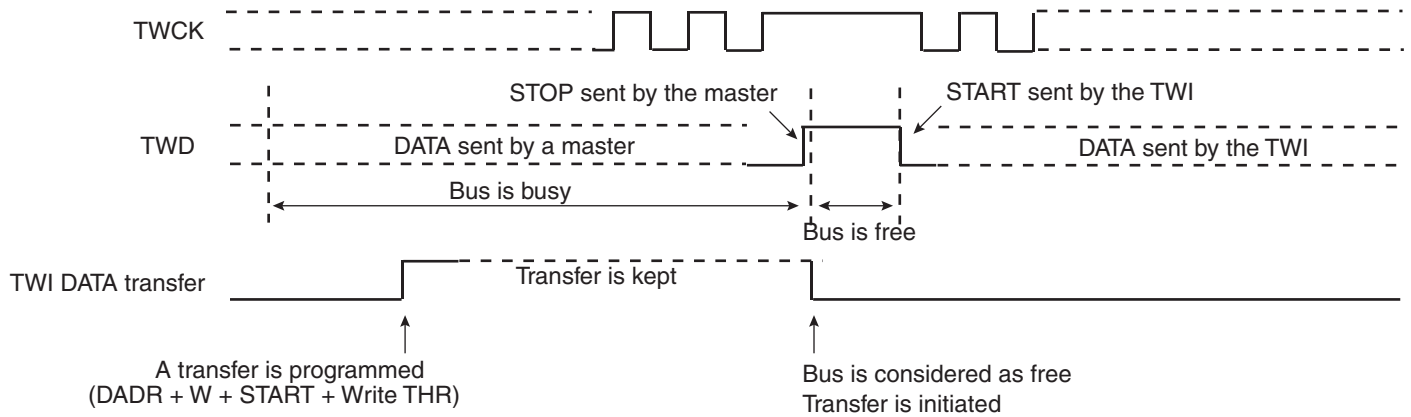 TWCK
STOP sent by the master
START sent by the TWI
TWD
DATA sent by a master
DATA sent by the TWI
Bus is busy
Bus is free
TWI DATA transfer
Transfer is kept
A transfer is programmed
(DADR + W + START + Write THR)
Bus is considered as free
Transfer is initiated